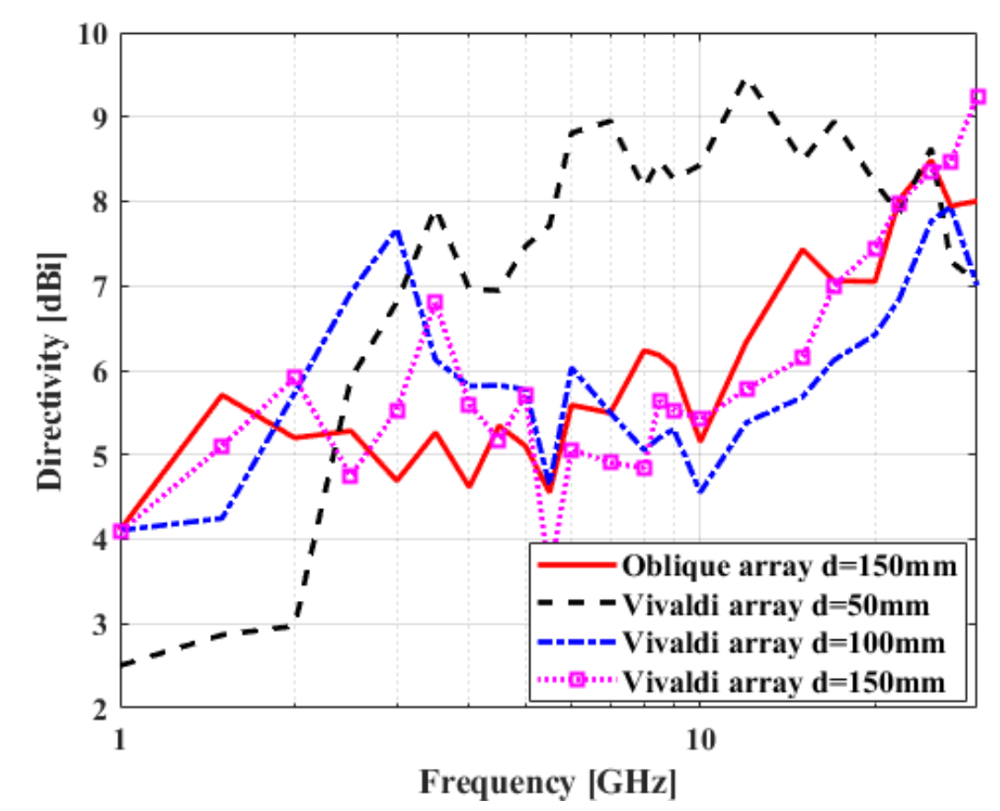 10
9
8
7
6
5
4
3
2
Directivity [dBi]
Oblique array d=150mm
Vivaldi array d=50mm
Vivaldi array d=100mm
Vivaldi array d=150mm
1 10
Frequency [GHz]